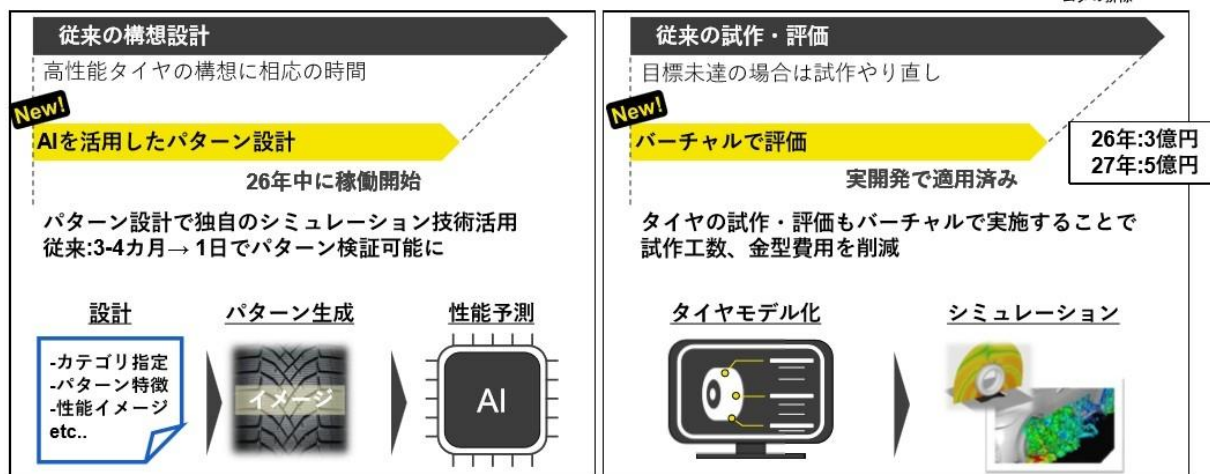 従来の構想設計
高性能タイヤの構想に相応の時間
New!
AIを活用したパターン設計
26年中に稼働開始
パターン設計で独自のシミュレーション技術活用
従来:3-4カ月→ 1日でパターン検証可能に
設計
-カテゴリ指定
-パターン特徴
-性能イメージ
etc..
パターン生成
イメージ
性能予測
AI
従来の試作・評価
目標未達の場合は試作やり直し
New!
バーチャルで評価
26年:3億円
27年:5億円
実開発で適用済み
タイヤの試作・評価もバーチャルで実施することで
試作工数、金型費用を削減
タイヤモデル化
シミュレーション